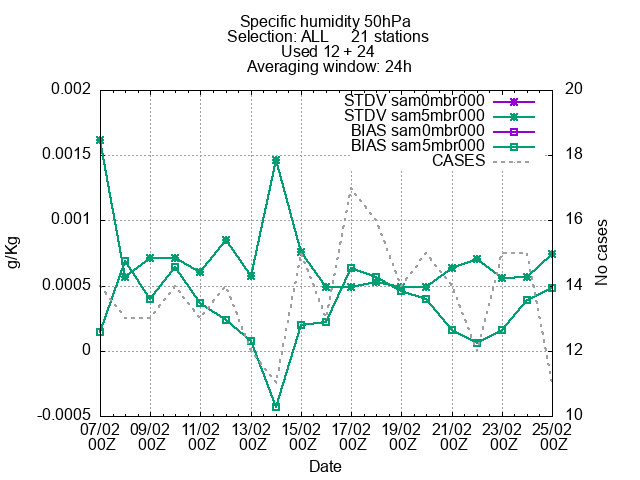 Specific humidity 50hPa
Selection: ALL 21 stations
Used 12 + 24
Averaging window: 24h
0.002
0.0015
0.001
0.0005
0
-0.0005
g/Kg
20
18
16
14
12
10
No cases
STDV sam0mbr000
STDV sam5mbr000
BIAS sam0mbr000
BIAS sam5mbr000
CASES
07/02 09/02 11/02 13/02 15/02 17/02 19/02 21/02 23/02 25/02
00Z 00Z 00Z 00Z 00Z 00Z 00Z 00Z 00Z 00Z
Date